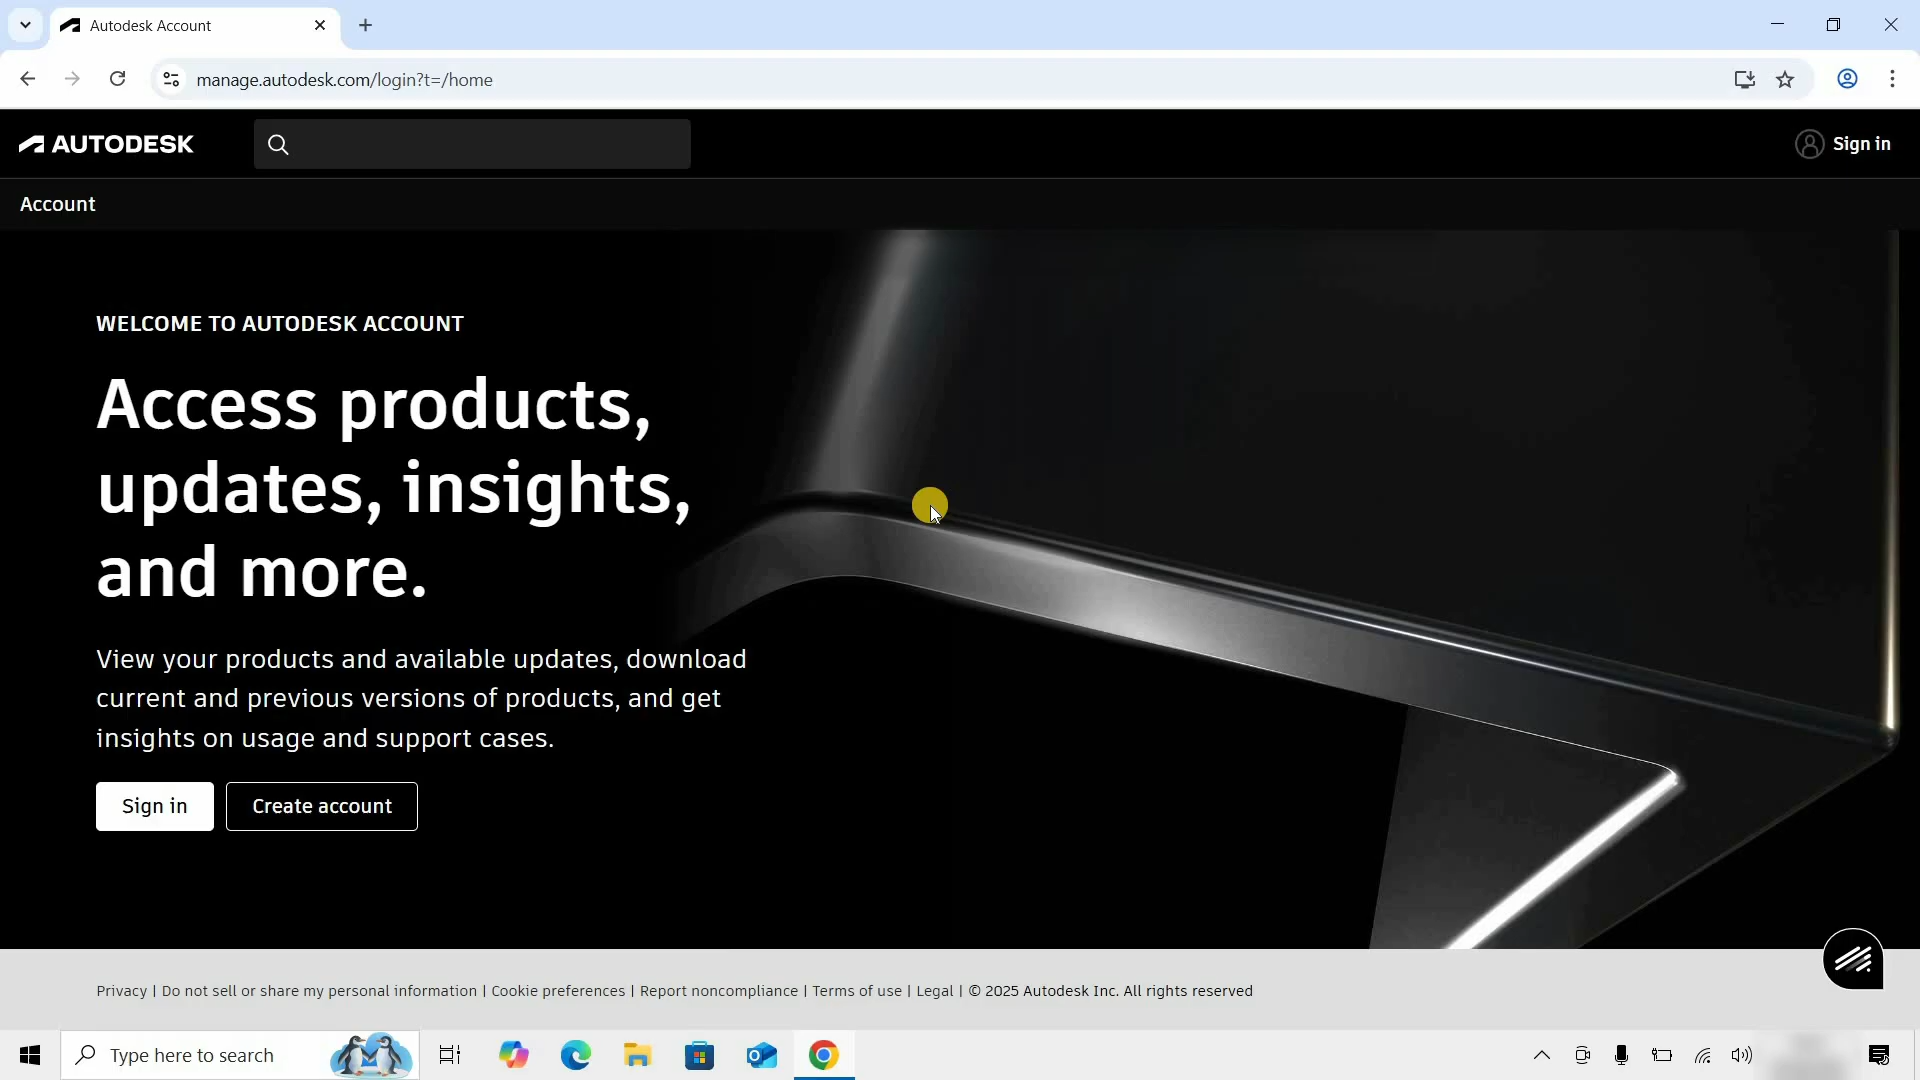 Autodesk Account
manage.autodesk.com/login?t=/home
AUTODESK
Sign in
Account
WELCOME TO AUTODESK ACCOUNT
Access products,
updates, insights,
and more.
View your products and available updates, download
current and previous versions of products, and get
insights on usage and support cases.
Sign in
Create account
Privacy | Do not sell or share my personal information | Cookie preferences | Report noncompliance | Terms of use | Legal | © 2025 Autodesk Inc. All rights reserved
Type here to search